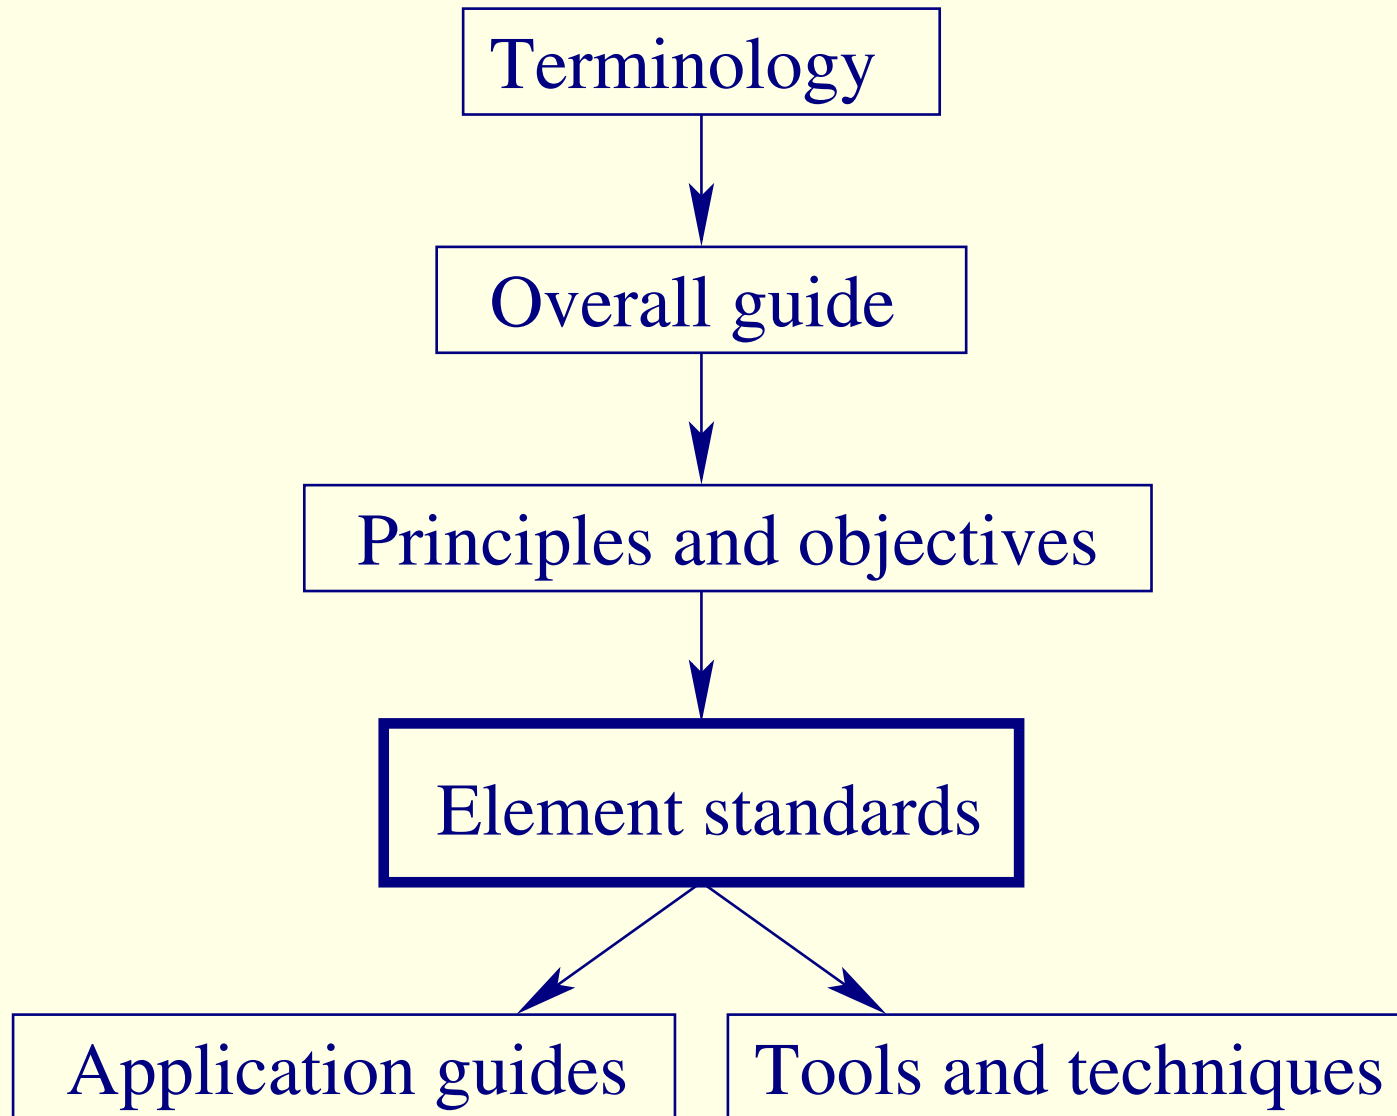 Terminology
Overall guide
Principles and objectives
Element standards
Application guides
Tools and techniques